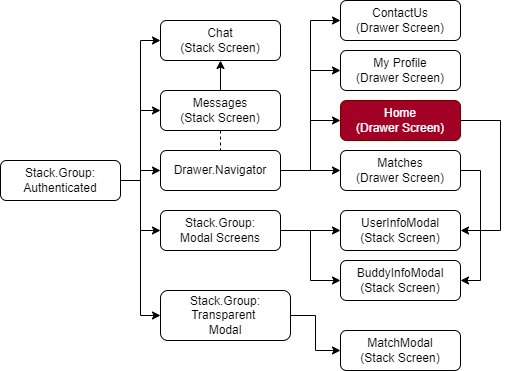 Stack.Group:
Authenticated
Chat
(Stack Screen)
Messages
(Stack Screen)
Drawer.Navigator
Stack.Group:
Modal Screens
Stack.Group:
Transparent
Modal
ContactUs
(Drawer Screen)
My Profile
(Drawer Screen)
Home
(Drawer Screen)
Matches
(Drawer Screen)
UserInfoModal
(Stack Screen)
BuddyInfoModal
(Stack Screen)
MatchModal
(Stack Screen)